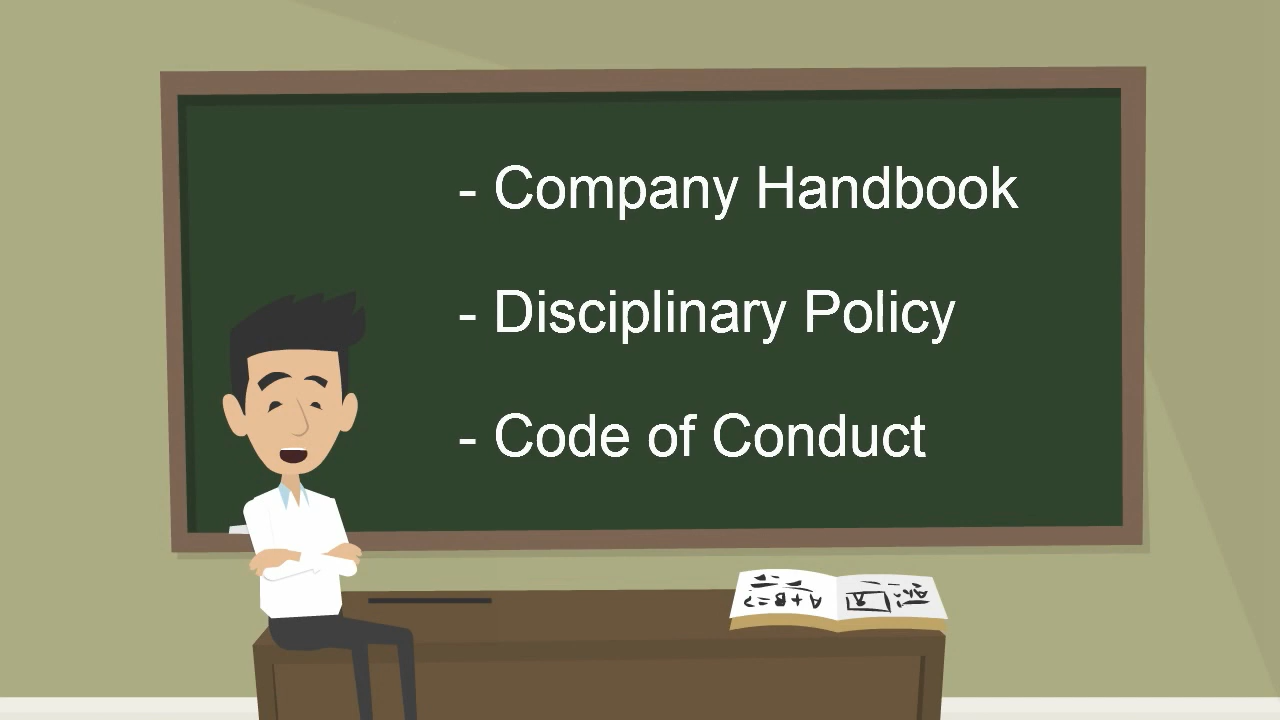 - Company Handbook
- Disciplinary Policy
- Code of Conduct
A+B=?